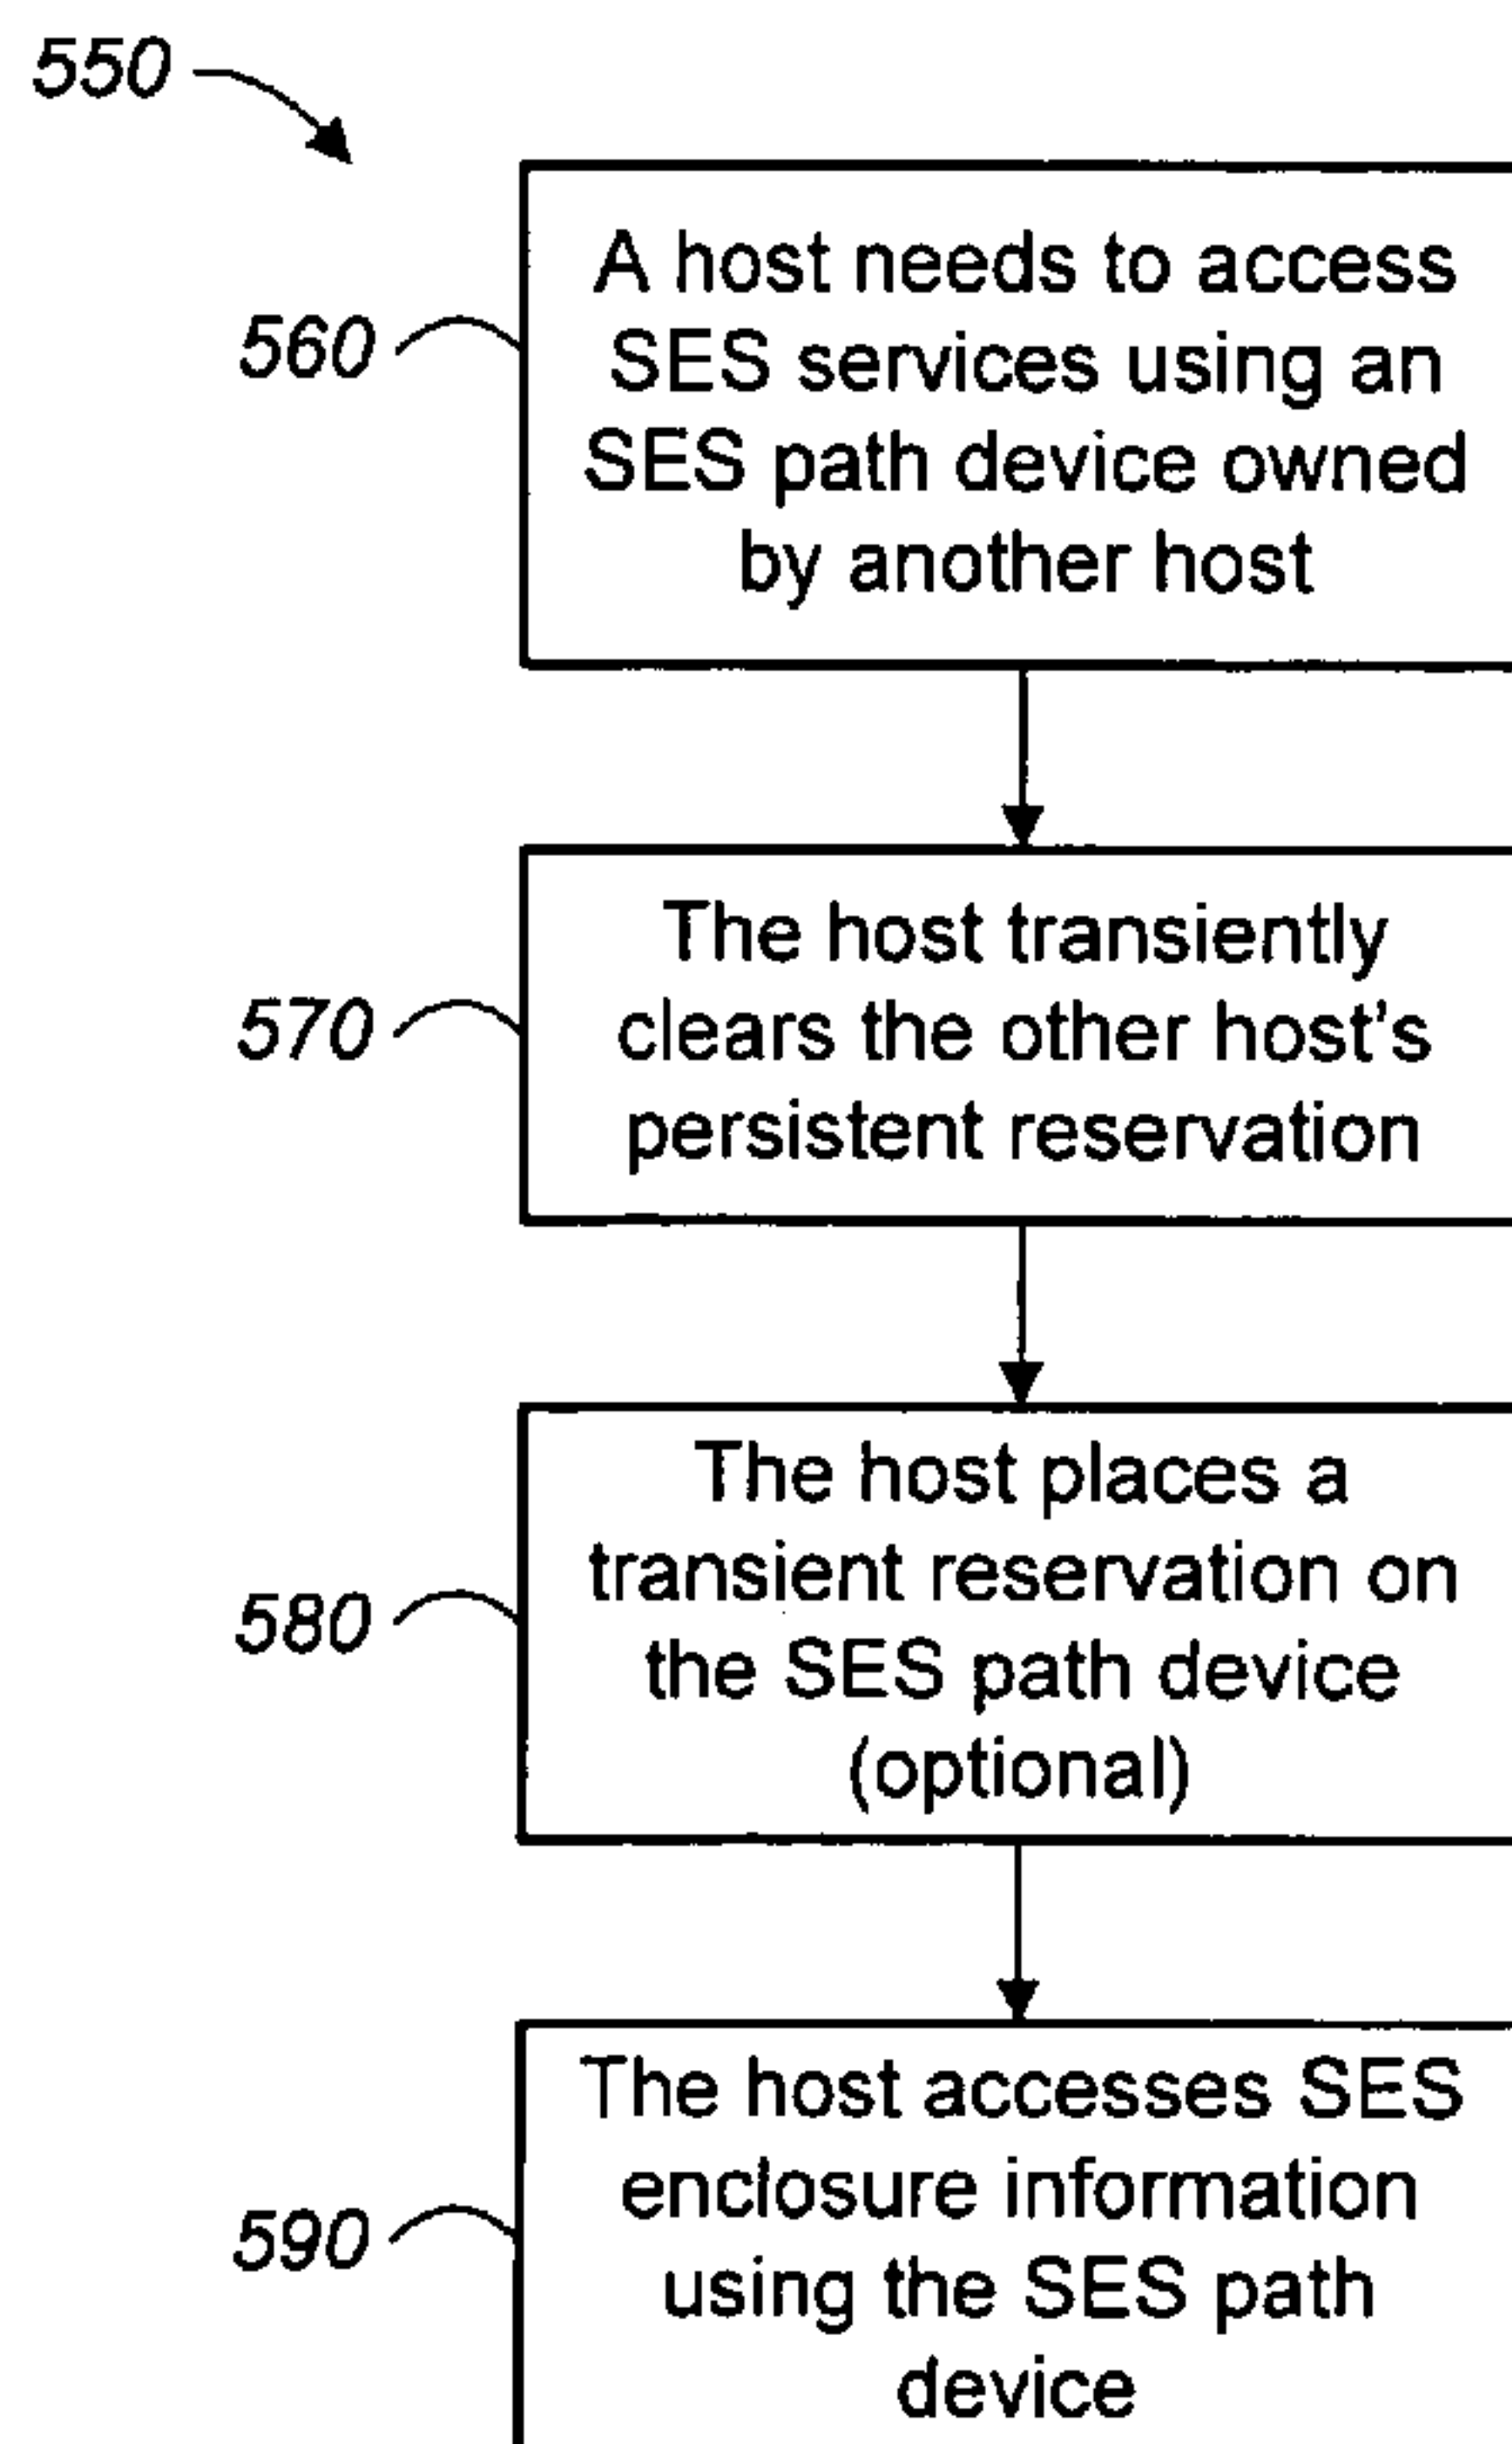 550
560
A host needs to access
SES services using an
SES path device owned
by another host
570
The host transiently
clears the other host's
persistent reservation
580
The host places a
transient reservation on
the SES path device
(optional)
590
The host accesses SES
enclosure information
using the SES path
device